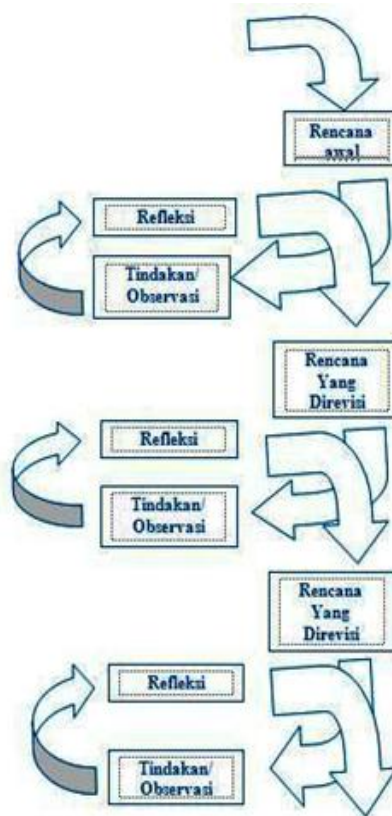 Rencana
awal
Refleksi
Tindakan/
Observasi
Rencana
Yang
Direvisi
Refleksi
Tindakan/
Observasi
Rencana
Yang
Direvisi
Refleksi
Tindakan/
Observasi